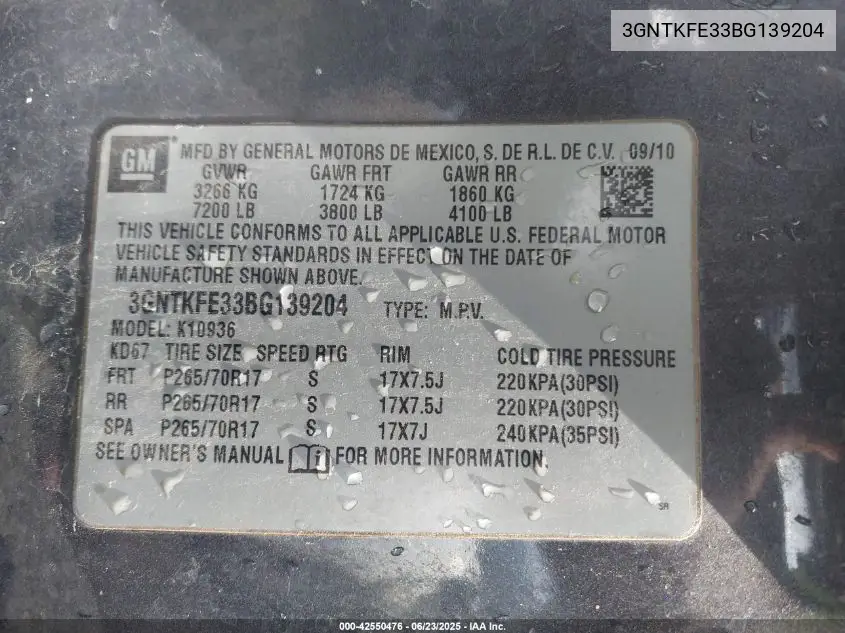 3GNTKFE33BG139204
GM MFD BY GENERAL MOTORS DE MEXICO, S. DE R.L. DE C.V. 09/10
GVWR GAWR FRT GAWR RR
3266 KG 1724 KG 1860 KG
7200 LB 3800 LB 4100 LB
THIS VEHICLE CONFORMS TO ALL APPLICABLE U.S. FEDERAL MOTOR
VEHICLE SAFETY STANDARDS IN EFFECT ON THE DATE OF
MANUFACTURE SHOWN ABOVE.
3GNTKFE33BG139204 TYPE: M.P.V.
MODEL: K10936
KD67 TIRE SIZE SPEED RTG RIM COLD TIRE PRESSURE
FRT P265/70R17 S 17X7.5J 220KPA(30PSI)
RR P265/70R17 S 17X7.5J 220KPA(30PSI)
SPA P265/70R17 S 17X7J 240KPA(35PSI)
SEE OWNER'S MANUAL i FOR MORE INFORMATION.
SR
000-42550476 - 06/23/2025 - IAA Inc.